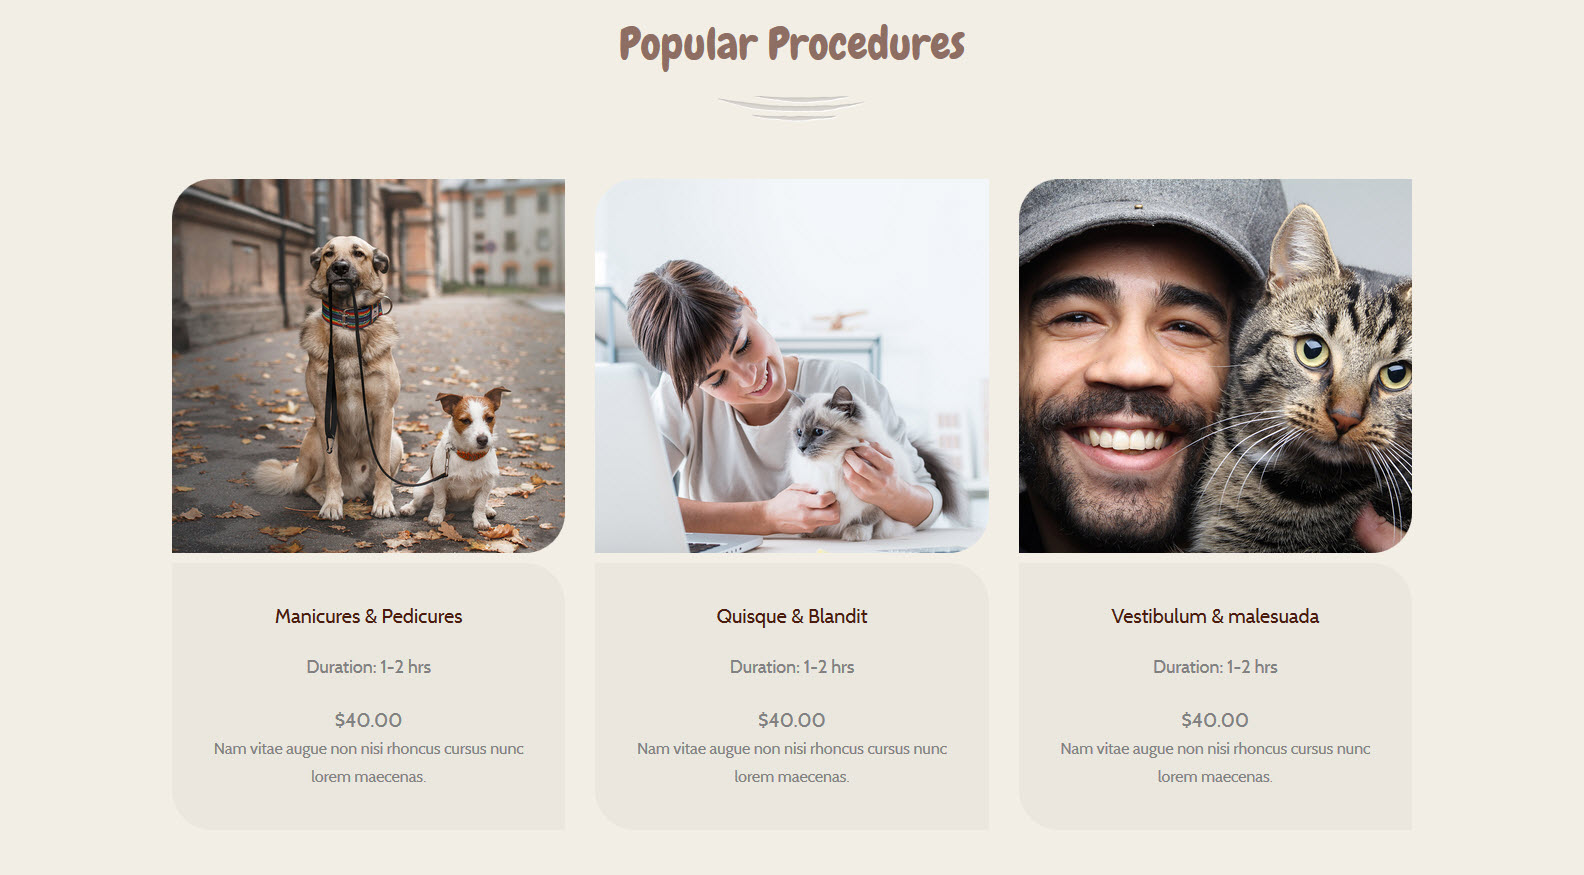 Popular Procedures
Manicures & Pedicures
Duration: 1-2 hrs
$40.00
Nam vitae augue non nisi rhoncus cursus nunc
lorem maecenas.
Quisque & Blandit
Duration: 1-2 hrs
$40.00
Nam vitae augue non nisi rhoncus cursus nunc
lorem maecenas.
Vestibulum & malesuada
Duration: 1-2 hrs
$40.00
Nam vitae augue non nisi rhoncus cursus nunc
lorem maecenas.